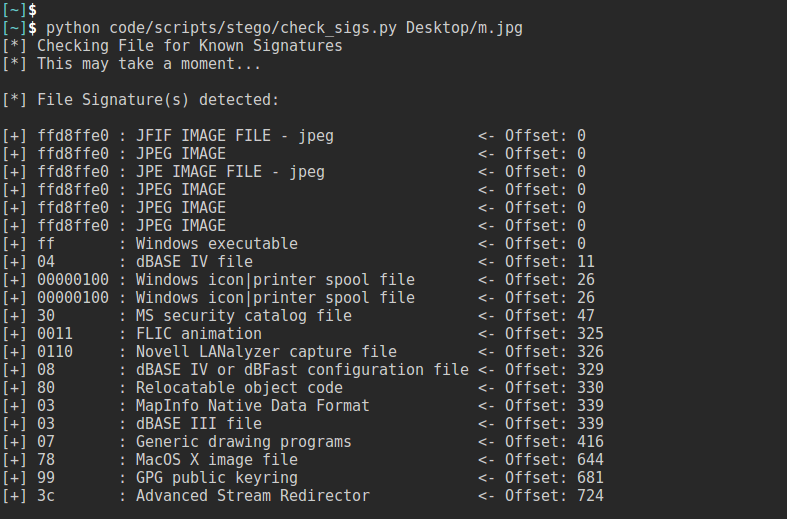 [~]$
[~]$ python code/scripts/stego/check_sigs.py Desktop/m.jpg
[*] Checking File for Known Signatures
[*] This may take a moment...
[*] File Signature(s) detected:
[+] ffd8ffe0 : JFIF IMAGE FILE - jpeg                <- Offset: 0
[+] ffd8ffe0 : JPEG IMAGE                            <- Offset: 0
[+] ffd8ffe0 : JPE IMAGE FILE - jpeg                 <- Offset: 0
[+] ffd8ffe0 : JPEG IMAGE                            <- Offset: 0
[+] ffd8ffe0 : JPEG IMAGE                            <- Offset: 0
[+] ffd8ffe0 : JPEG IMAGE                            <- Offset: 0
[+] ff       : Windows executable                    <- Offset: 0
[+] 04       : dBASE IV file                         <- Offset: 11
[+] 00000100 : Windows icon|printer spool file       <- Offset: 26
[+] 00000100 : Windows icon|printer spool file       <- Offset: 26
[+] 30       : MS security catalog file              <- Offset: 47
[+] 0011     : FLIC animation                        <- Offset: 325
[+] 0110     : Novell LANalyzer capture file         <- Offset: 326
[+] 08       : dBASE IV or dBFast configuration file <- Offset: 329
[+] 80       : Relocatable object code               <- Offset: 330
[+] 03       : MapInfo Native Data Format            <- Offset: 339
[+] 03       : dBASE III file                        <- Offset: 339
[+] 07       : Generic drawing programs              <- Offset: 416
[+] 78       : MacOS X image file                    <- Offset: 644
[+] 99       : GPG public keyring                    <- Offset: 681
[+] 3c       : Advanced Stream Redirector            <- Offset: 724